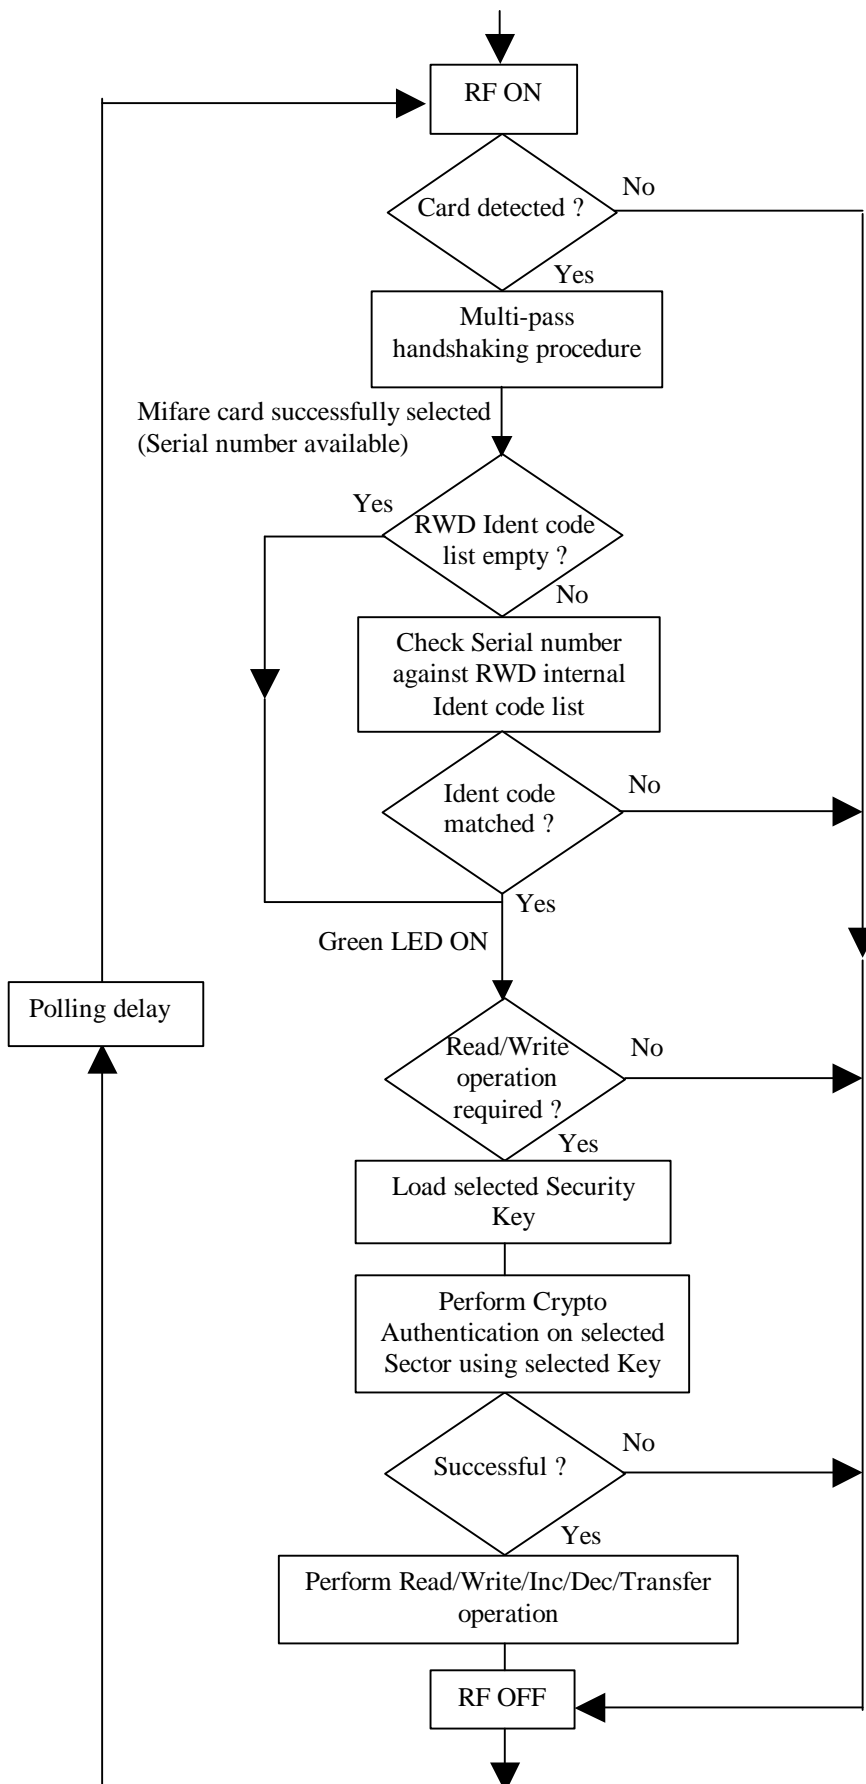 RF ON
No
Card detected ?
Yes
Multi-pass
handshaking procedure
Mifare card successfully selected
(Serial number available)
Yes
RWD Ident code
list empty ?
No
Check Serial number
against RWD internal
Ident code list
Ident code
matched ?
No
Yes
Green LED ON
Polling delay
Read/Write
operation
required ?
No
Yes
Load selected Security
Key
Perform Crypto
Authentication on selected
Sector using selected Key
No
Successful ?
Yes
Perform Read/Write/Inc/Dec/Transfer
operation
RF OFF